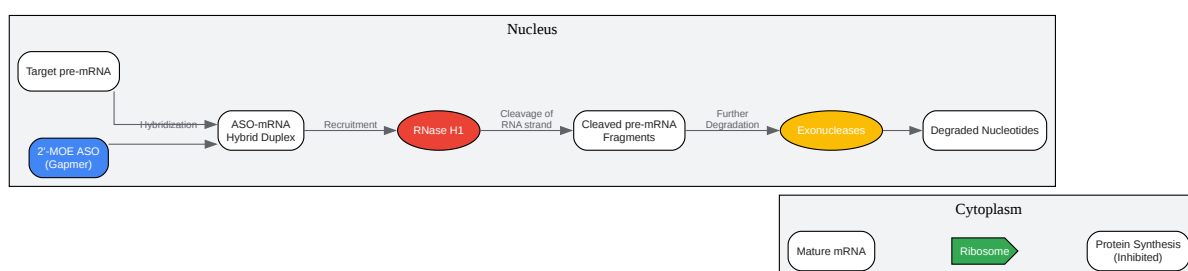 Nucleus
Target pre-mRNA
2'-MOE ASO
(Gapmer)
Hybridization
ASO-mRNA
Hybrid Duplex
Recruitment
RNase H1
Cleavage of
RNA strand
Cleaved pre-mRNA
Fragments
Further
Degradation
Exonucleases
Degraded Nucleotides
Cytoplasm
Mature mRNA
Ribosome
Protein Synthesis
(Inhibited)